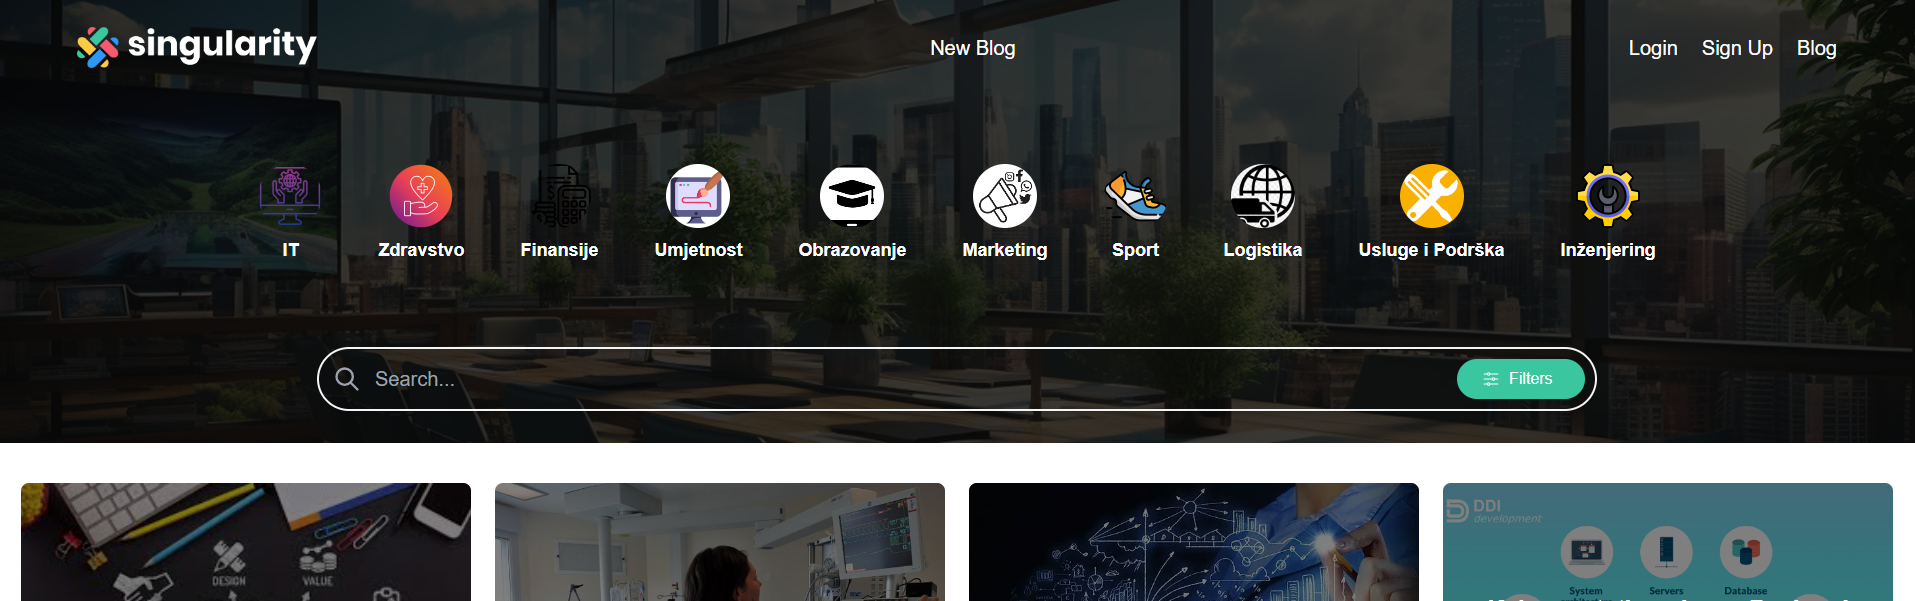 singularity
New Blog
Login Sign Up Blog
IT Zdravstvo Finansije Umjetnost Obrazovanje Marketing Sport Logistika Usluge i Podrška Inženjering
Search...
Filters
DESIGN VALUE
DDI
development
System Servers Database